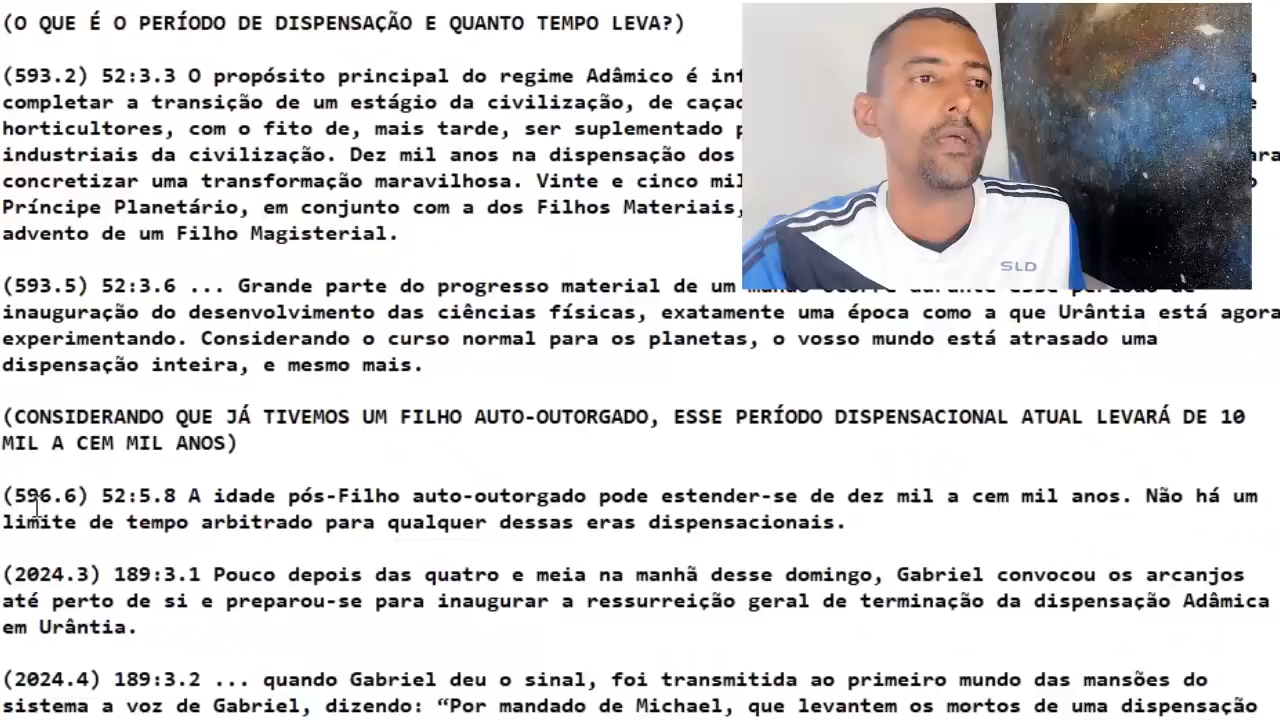 (O QUE É O PERÍODO DE DISPENSAÇÃO E QUANTO TEMPO LEVA?)
(593.2) 52:3.3 O propósito principal do regime Adâmico é
completar a transição de um estágio da civilização, de
horticultores, com o fito de, mais tarde, ser suplementado
industriais da civilização. Dez mil anos na dispensação dos
concretizar uma transformação maravilhosa. Vinte e cinco
Príncipe Planetário, em conjunto com a dos Filhos Materiais,
advento de um Filho Magisterial.
(593.5) 52:3.6 ... Grande parte do progresso material de um
inauguração do desenvolvimento das ciências físicas, exatamente uma época como a que Urântia está agora
experimentando. Considerando o curso normal para os planetas, o vosso mundo está atrasado uma
dispensação inteira, e mesmo mais.
(CONSIDERANDO QUE JÁ TIVEMOS UM FILHO AUTO-OUTORGADO, ESSE PERÍODO DISPENSACIONAL ATUAL LEVARÁ DE 10
MIL A CEM MIL ANOS)
(596.6) 52:5.8 A idade pós-Filho auto-outorgado pode estender-se de dez mil a cem mil anos. Não há um
limite de tempo arbitrado para qualquer dessas eras dispensacionais.
(2024.3) 189:3.1 Pouco depois das quatro e meia na manhã desse domingo, Gabriel convocou os arcanjos
até perto de si e preparou-se para inaugurar a ressurreição geral de terminação da dispensação Adâmica
em Urântia.
(2024.4) 189:3.2 ... quando Gabriel deu o sinal, foi transmitida ao primeiro mundo das mansões do
sistema a voz de Gabriel, dizendo: “Por mandado de Michael, que levantem os mortos de uma dispensação
SLD